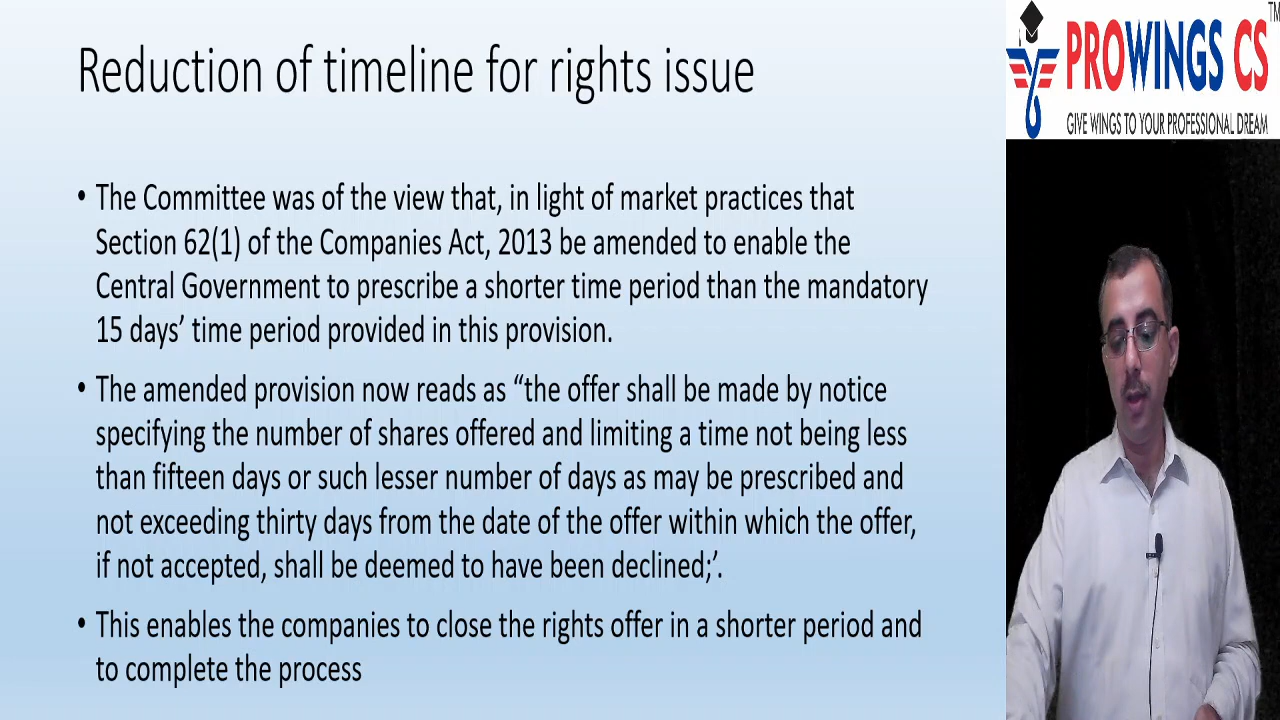 Reduction of timeline for rights issue
TM
PROWINGS CS
GIVE WINGS TO YOUR PROFESSIONAL DREAM
• The Committee was of the view that, in light of market practices that
Section 62(1) of the Companies Act, 2013 be amended to enable the
Central Government to prescribe a shorter time period than the mandatory
15 days’ time period provided in this provision.
• The amended provision now reads as “the offer shall be made by notice
specifying the number of shares offered and limiting a time not being less
than fifteen days or such lesser number of days as may be prescribed and
not exceeding thirty days from the date of the offer within which the offer,
if not accepted, shall be deemed to have been declined;’.
• This enables the companies to close the rights offer in a shorter period and
to complete the process